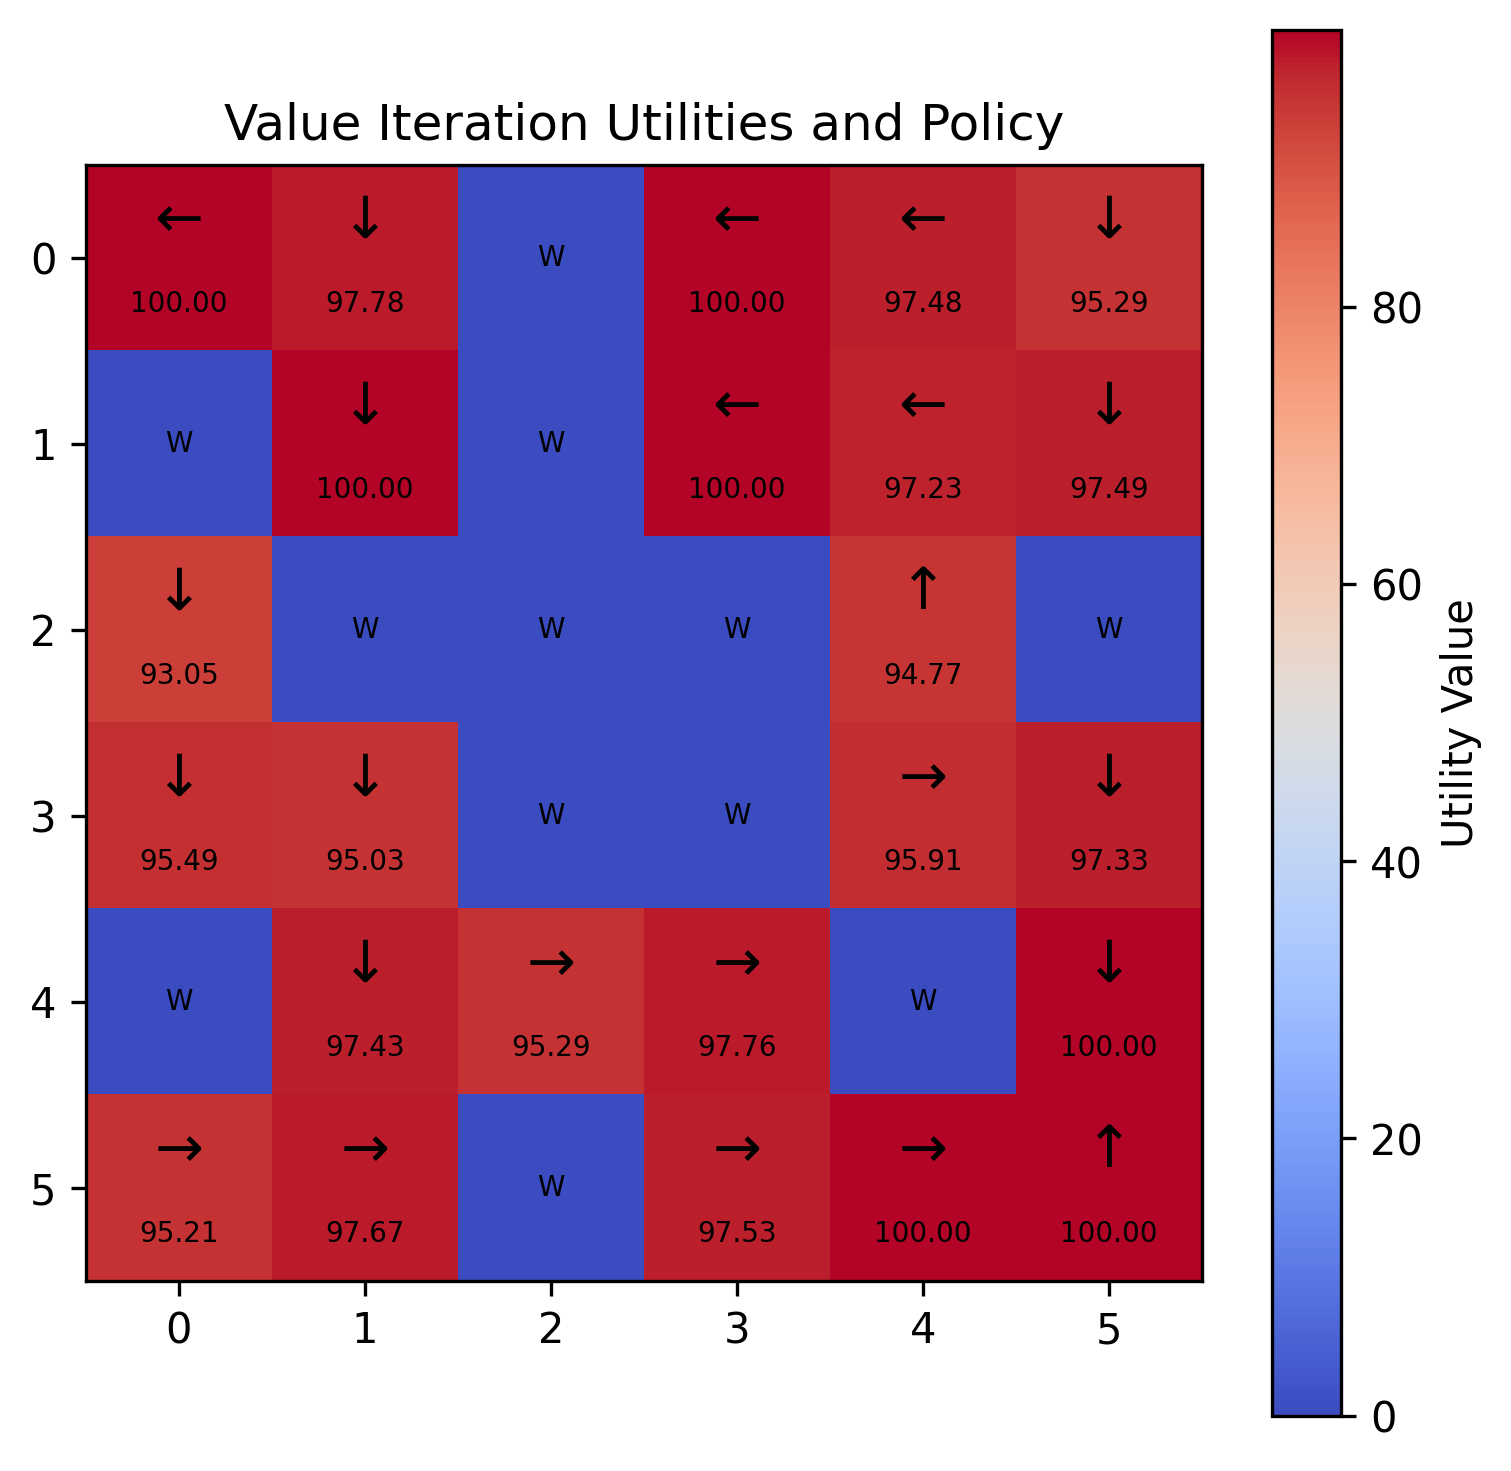 Value Iteration Utilities and Policy
← ↓ ← ← ↓
0 W
100.00 97.78 100.00 97.48 95.29
80
↓ ← ← ↓
1 W W
100.00 100.00 97.23 97.49
↓ ↑
60
2 W W W W
93.05 94.77
Utility Value
↓ ↓ → ↓
3 W W
95.49 95.03 95.91 97.33
40
↓ → → ↓
4 W W
97.43 95.29 97.76 100.00
20
→ → → → ↑
5 W
95.21 97.67 97.53 100.00 100.00
0 1 2 3 4 5
0